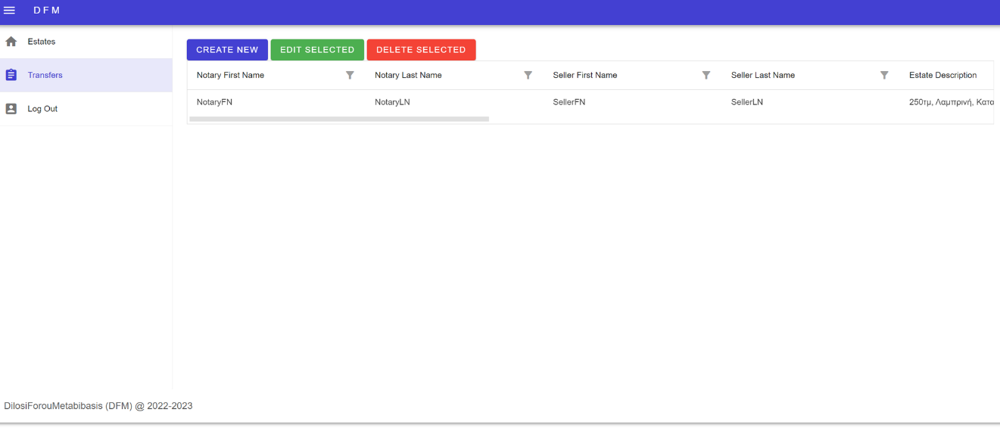 DFM
Estates
Transfers
Log Out
CREATE NEW EDIT SELECTED DELETE SELECTED
Notary First Name Notary Last Name Seller First Name Seller Last Name Estate Description
NotaryFN NotaryLN SellerFN SellerLN 250τμ, Λαμπρινή, Κατα
DilosiForouMetabibasis (DFM) @ 2022-2023